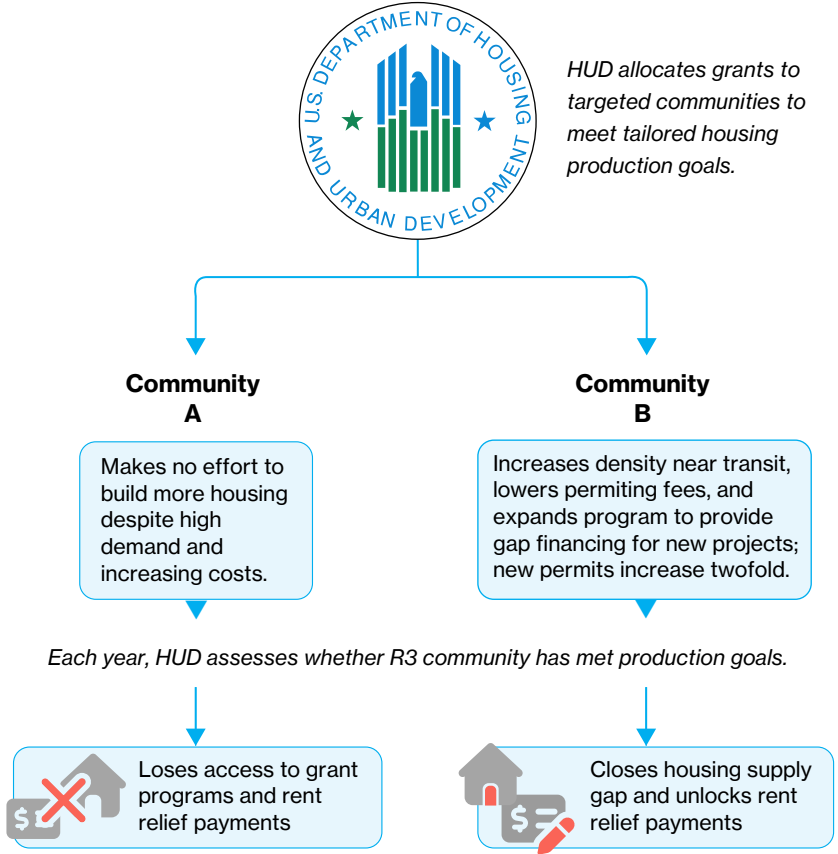 U.S. DEPARTMENT OF HOUSING
AND URBAN DEVELOPMENT
HUD allocates grants to
targeted communities to
meet tailored housing
production goals.
Community
A
Makes no effort to
build more housing
despite high
demand and
increasing costs.
Community
B
Increases density near transit,
lowers permiting fees, and
expands program to provide
gap financing for new projects;
new permits increase twofold.
Each year, HUD assesses whether R3 community has met production goals.
$
Loses access to grant
programs and rent
relief payments
$
Closes housing supply
gap and unlocks rent
relief payments